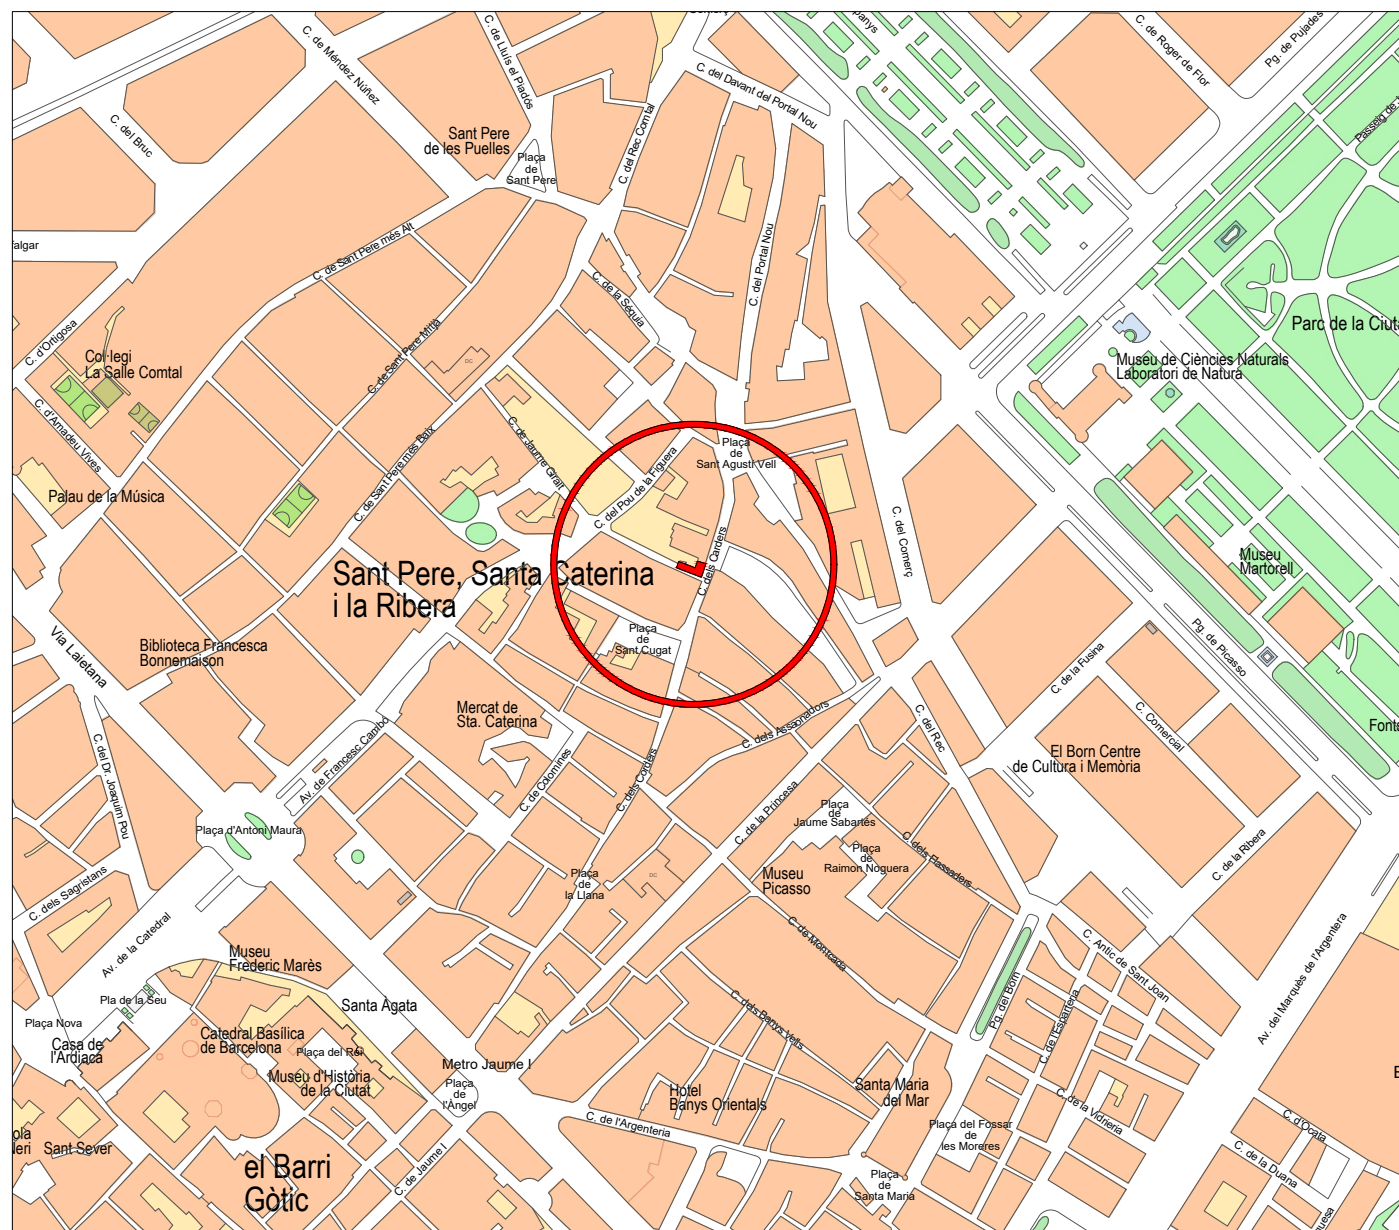 C. de Méndez Núñez
C. de Lluís el Piadós
C. del Bruc
Sant Pere
de les Puelles
Plaça
de
Sant Pere
C. del Rec Comtal
C. del Davant del Portal Nou
C. de Roger de Flor
Pg. de Pujades
C. de Sant Pere més Alt
C. de la Sèquia
C. del Portal Nou
C. d'Ortigosa
Col·legi
La Salle Comtal
C. de Sant Pere Mitjà
C. d'Amadeu Vives
Palau de la Música
C. de Sant Pere més Baix
C. de Jaume Giralt
C. del Pou de la Figuera
Plaça
de
Sant Agustí Vell
C. dels Carders
C. del Comerç
Museu de Ciències Naturals
Laboratori de Natura
Museu
Martorell
Pg. de Picasso
Sant Pere, Santa Caterina
i la Ribera
Plaça
de
Sant Cugat
Via Laietana
Biblioteca Francesca
Bonnemaison
Mercat de
Sta. Caterina
C. del Dr. Joaquim Pou
Av. de Francesc Cambó
C. de Colomines
C. dels Corders
C. dels Assaonadors
C. del Rec
C. de la Fusina
C. Comercial
El Born Centre
de Cultura i Memòria
Plaça d'Antoni Maura
C. de la Princesa
Plaça
de
Jaume Sabartés
Plaça
de
Raimon Noguera
C. dels Flassaders
C. de la Ribera
C. dels Sagristans
Plaça
de
la Llana
Museu
Picasso
Av. de la Catedral
Museu
Frederic Marès
C. de Montcada
Pg. del Born
C. Antic de Sant Joan
Av. del Marquès de l'Argentera
Pla de la Seu
Santa Àgata
C. dels Banys Vells
C. de l'Esparteria
Plaça Nova
Casa de
l'Ardiaca
Catedral Basílica
de Barcelona
Plaça del Rei
Museu d'Història
de la Ciutat
Metro Jaume I
Plaça
de
l'Àngel
Hotel
Banys Orientals
Santa Maria
del Mar
C. de la Vidrieria
C. de l'Argenteria
Plaça del Fossar
de
les Moreres
C. d'Ocata
C. de la Duana
Sant Sever
el Barri
Gòtic
C. de Jaume I
Plaça
de
Santa Maria